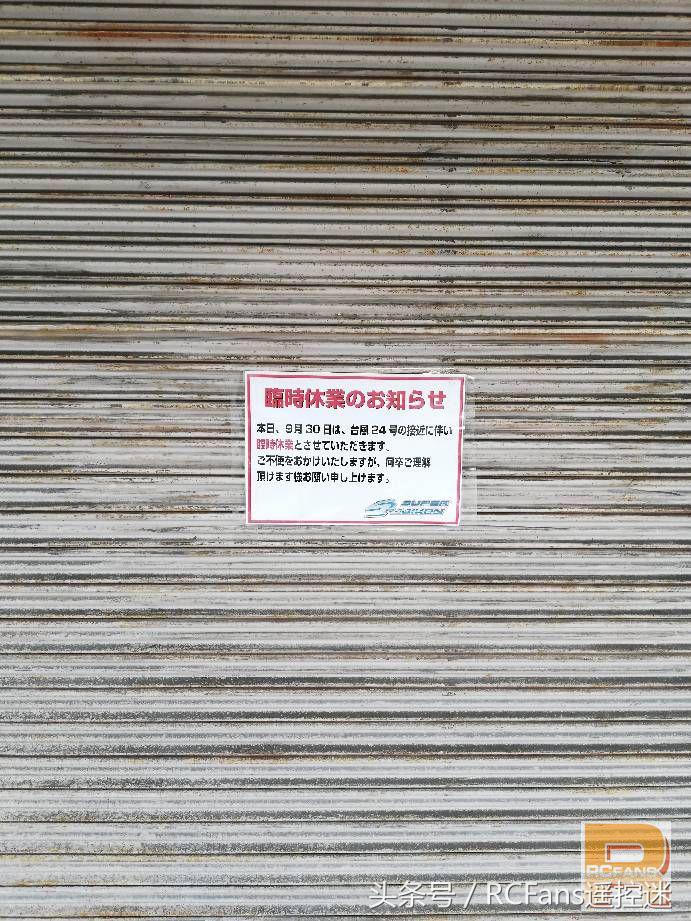 臨時休業のお知らせ
本日、9月30日は、台風24号の接近に伴い
臨時休業とさせていただきます。
ご不便をおかけいたしますが、何卒ご理解
頂けます様お願い申し上げます。
SUPER
RAJIKON
RCFANS
头条号 / RCFans遥控迷